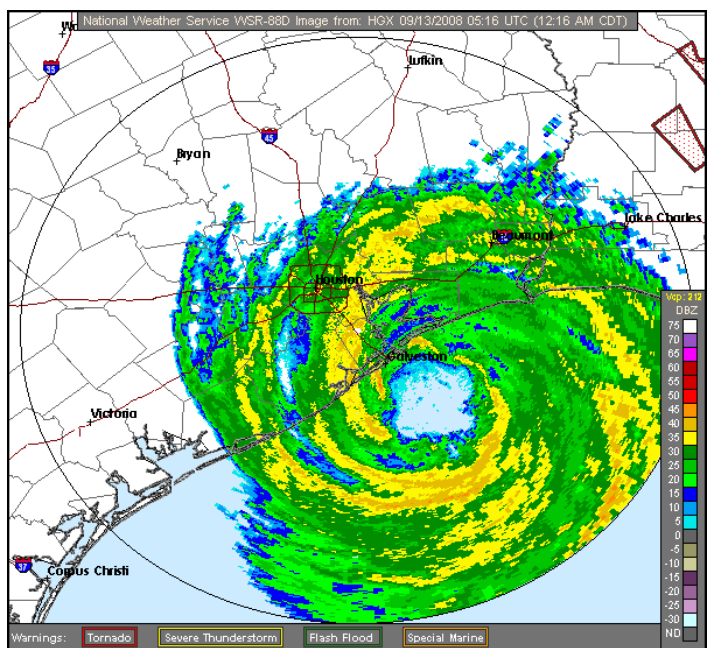 National Weather Service WSR-88D Image from: HGX 09/13/2008 05:16 UTC (12:16 AM CDT)
Lufkin
35
45
Bryan
Lake Charles
Beaumont
Houston
Vcp: 212
DBZ
75
70
65
60
55
50
45
40
35
30
25
20
15
10
5
0
-5
-10
-15
-20
-25
-30
ND
Galveston
Victoria
37
Corpus Christi
Warnings: Tornado Severe Thunderstorm Flash Flood Special Marine